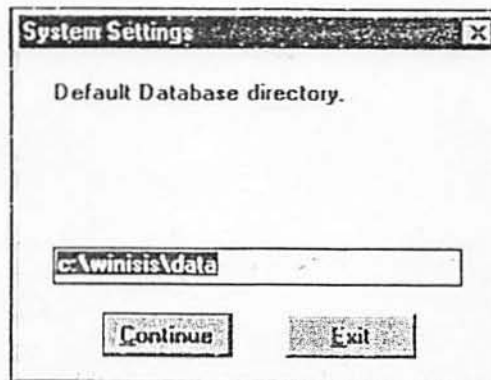 System Settings
Default Database directory.
c:\winisis\data
Continue Exit